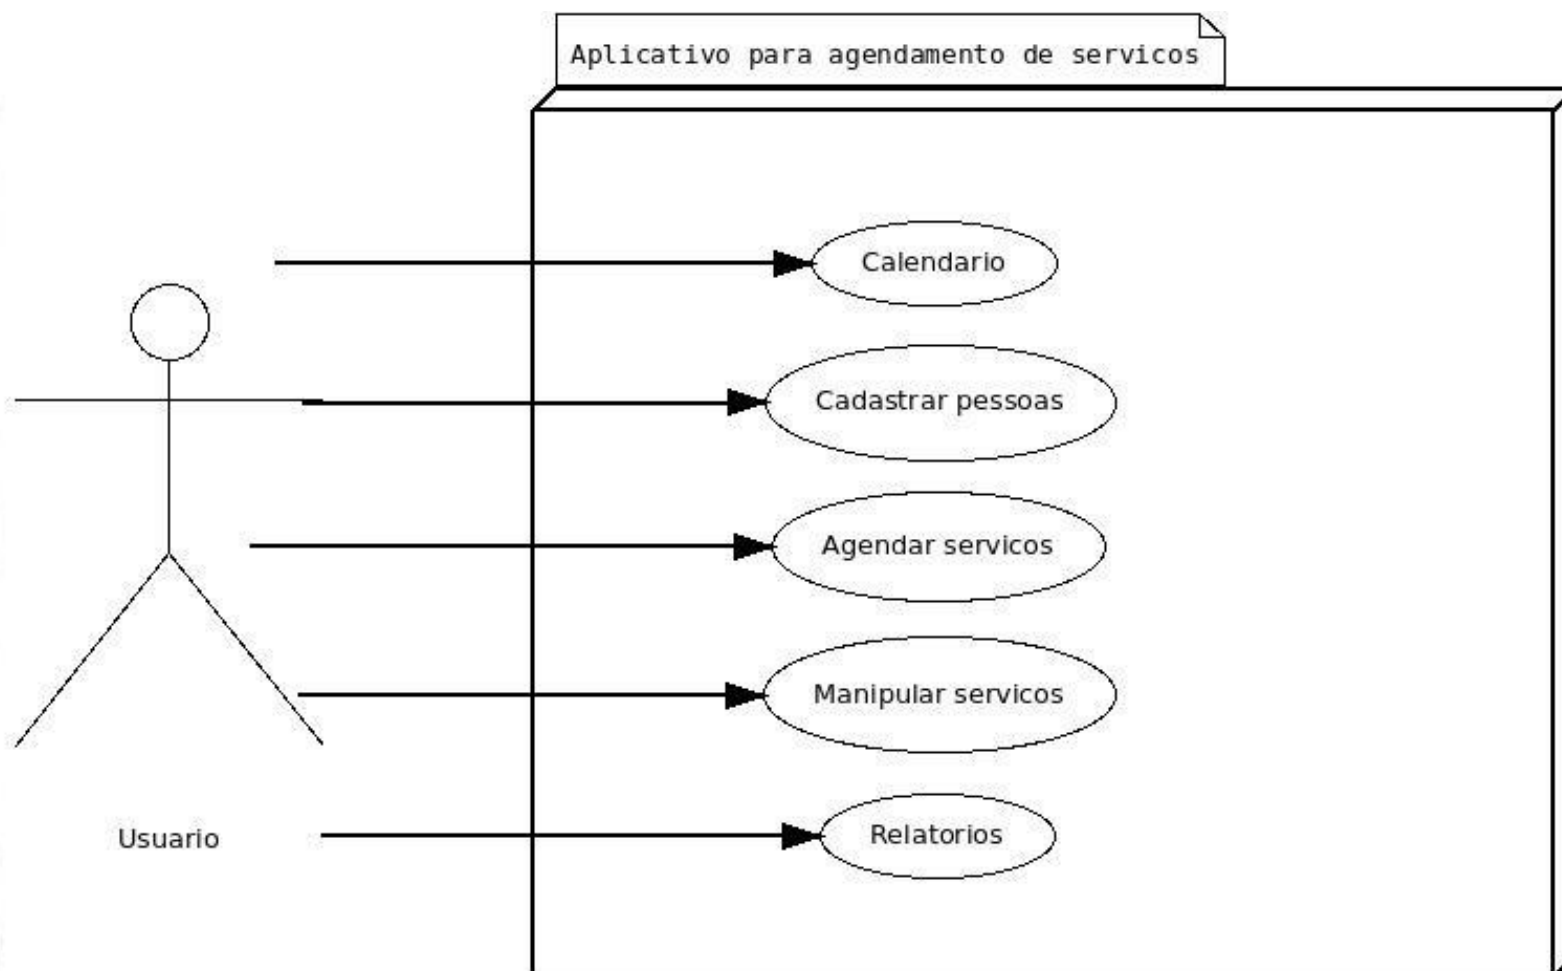 Aplicativo para agendamento de servicos
Calendario
Cadastrar pessoas
Agendar servicos
Manipular servicos
Relatorios
Usuario